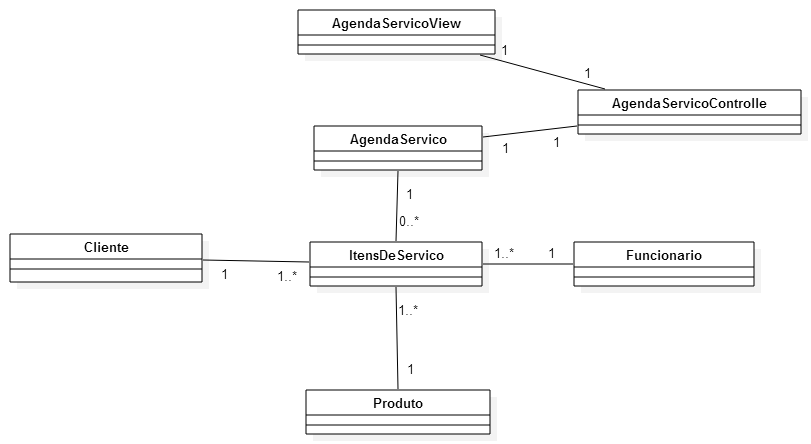 AgendaServicoView
1
1
AgendaServicoControlle
AgendaServico
1
1
1
0..*
Cliente
ItensDeServico
Funcionario
1
1..*
1..*
1
1..*
1
Produto